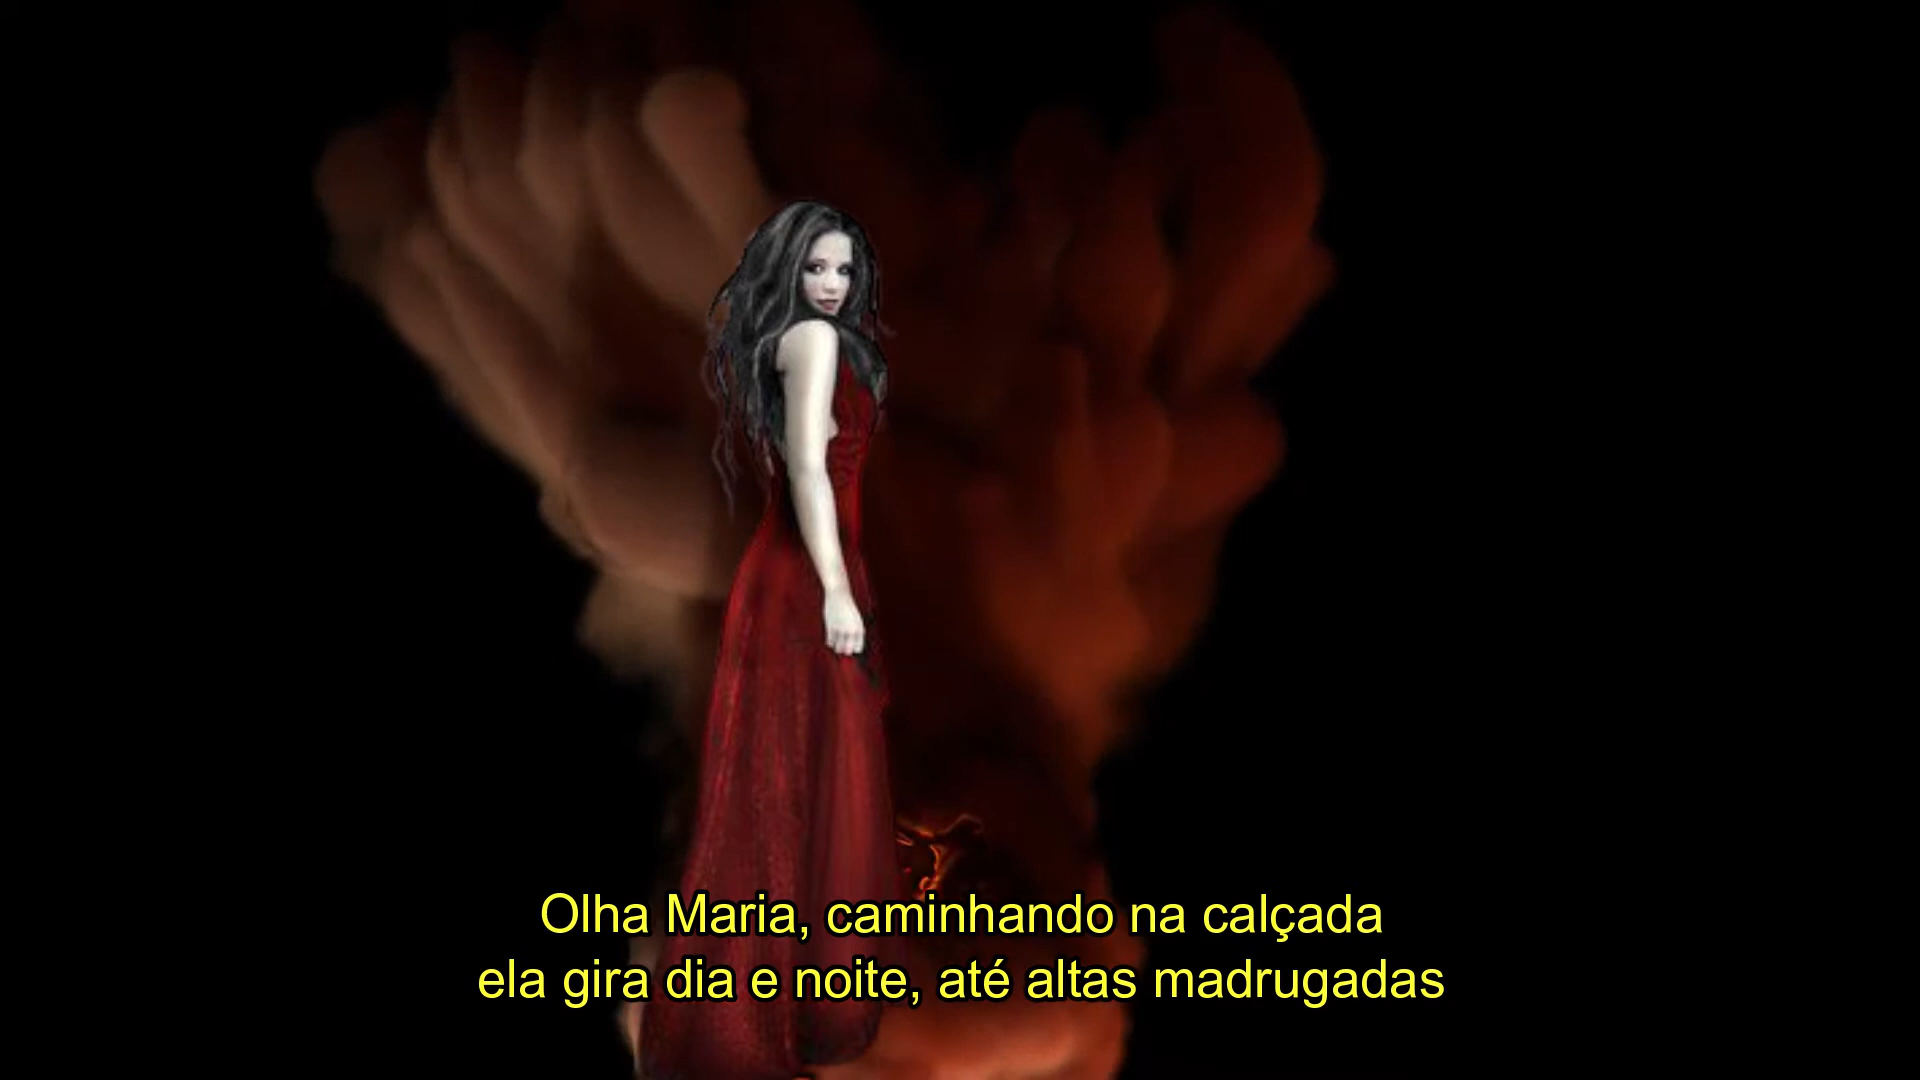 Olha Maria, caminhando na calçada
ela gira dia e noite, até altas madrugadas